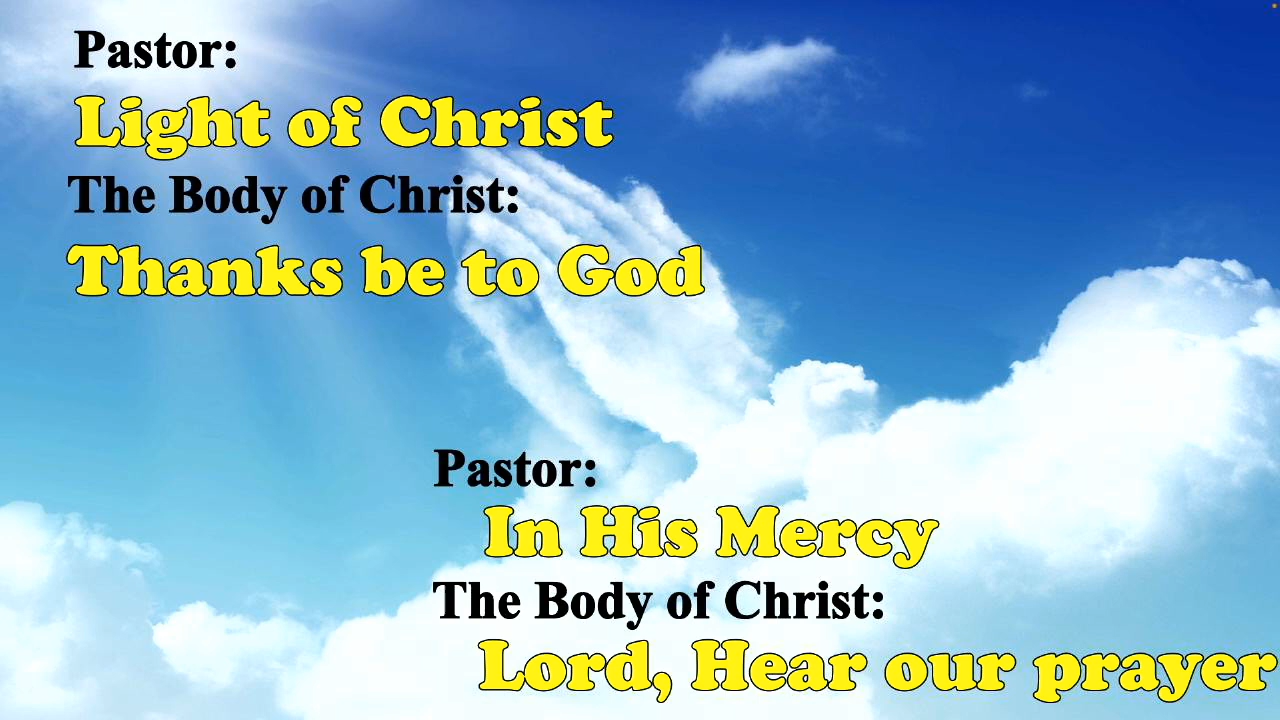 Pastor:
Light of Christ
The Body of Christ:
Thanks be to God
Pastor:
In His Mercy
The Body of Christ:
Lord, Hear our prayer